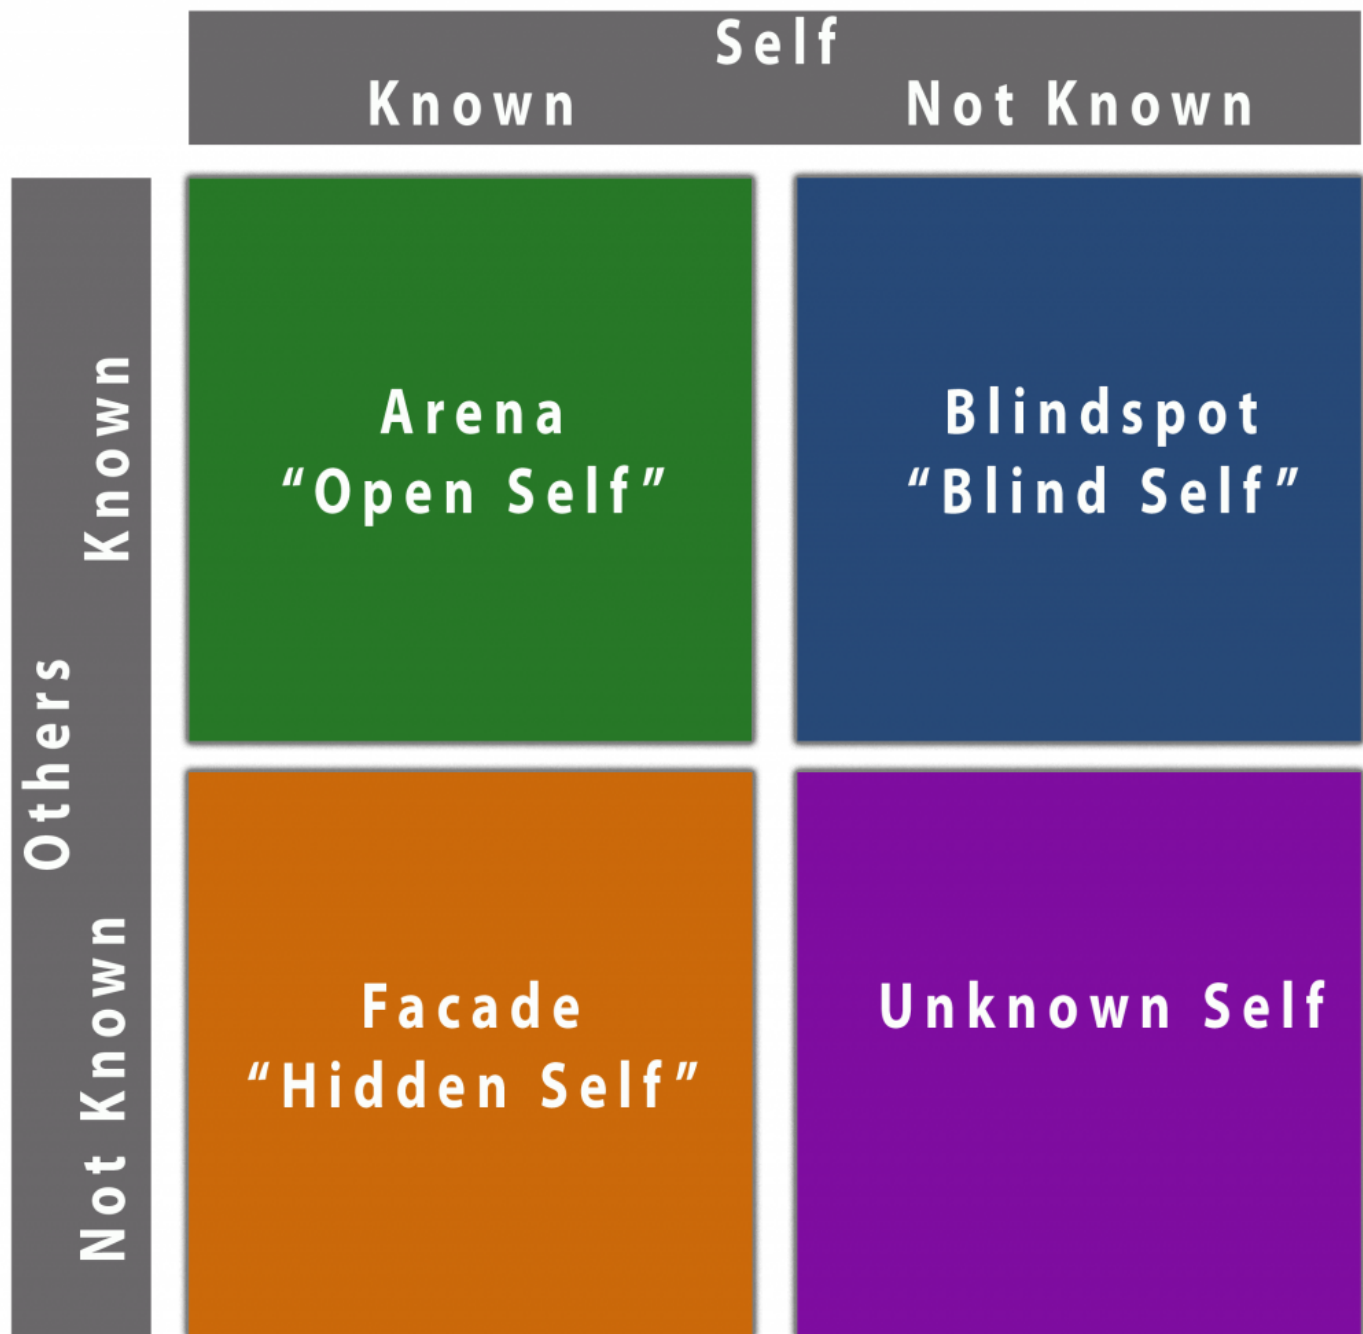 Self
Known Not Known
Others
Known
Not Known
Arena
“Open Self”
Blindspot
“Blind Self”
Facade
“Hidden Self”
Unknown Self